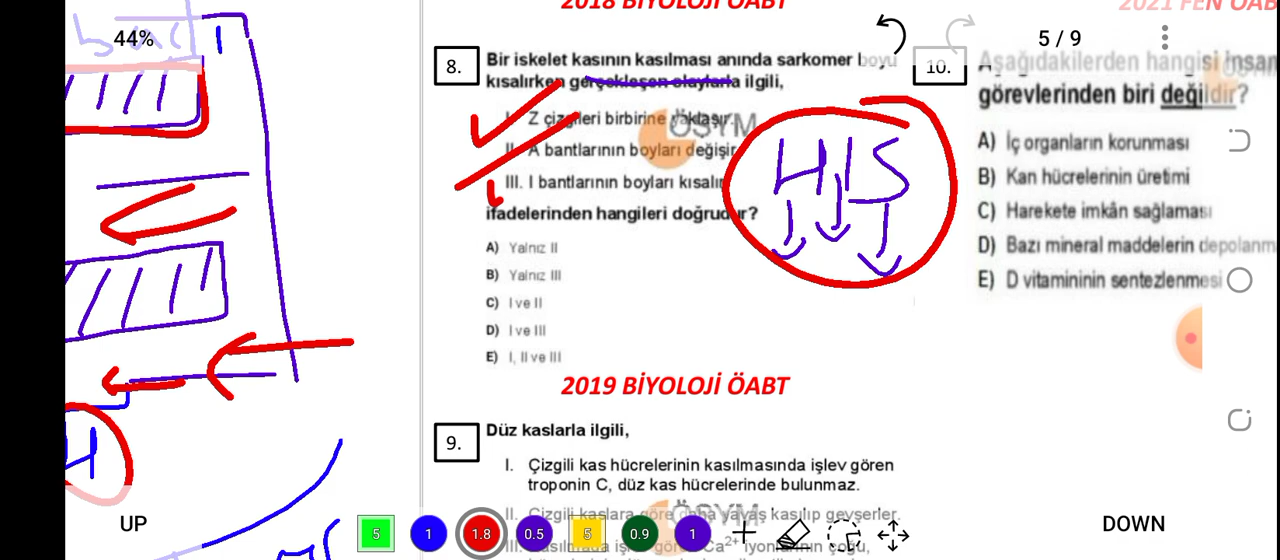 44%
UP
2018 BİYOLOJİ ÖABT
8.
Bir iskelet kasının kasılması anında sarkomer boyu
kısalırken gerçekleşen olaylarla ilgili,
I. Z çizgileri birbirine yaklaşır.
II. A bantlarının boyları değişir
III. I bantlarının boyları kısalır
ifadelerinden hangileri doğrudur?
A) Yalnız II
B) Yalnız III
C) I ve II
D) I ve III
E) I, II ve III
ÖSYM
HIS
2019 BİYOLOJİ ÖABT
9.
Düz kaslarla ilgili,
I. Çizgili kas hücrelerinin kasılmasında işlev gören
troponin C, düz kas hücrelerinde bulunmaz.
II. Çizgili kaslara göre daha yavaş kasılıp gevşerler.
ÖSYM
2021 FEN ÖAB
5 / 9
10.
Aşağıdakilerden hangisi insan
görevlerinden biri değildir?
A) İç organların korunması
B) Kan hücrelerinin üretimi
C) Harekete imkân sağlaması
D) Bazı mineral maddelerin depolanm
E) D vitamininin sentezlenmesi
H
5
1
1.8
0.5
5
0.9
1
DOWN